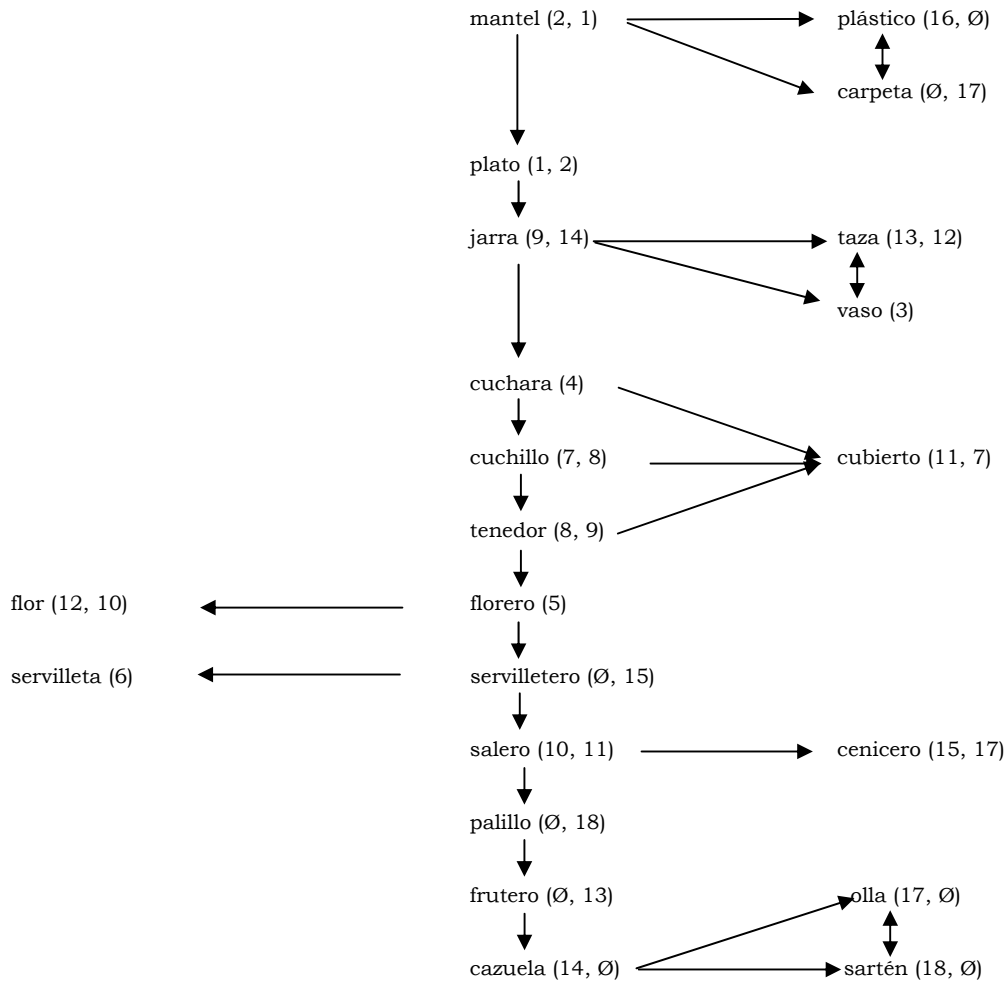 mantel (2, 1) plástico (16, Ø)
carpeta (Ø, 17)
plato (1, 2)
jarra (9, 14) taza (13, 12)
vaso (3)
cuchara (4)
cuchillo (7, 8) cubierto (11, 7)
tenedor (8, 9)
flor (12, 10) florero (5)
servilleta (6) servilletero (Ø, 15)
salero (10, 11) cenicero (15, 17)
palillo (Ø, 18)
frutero (Ø, 13) olla (17, Ø)
cazuela (14, Ø) sartén (18, Ø)